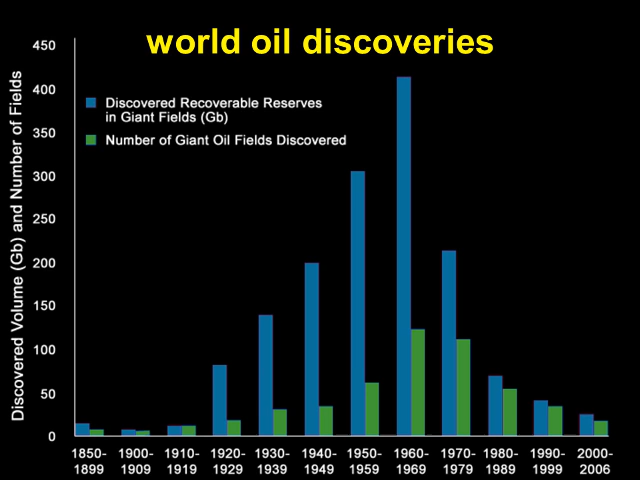 world oil discoveries
Discovered Volume (Gb) and Number of Fields
450
400
350
300
250
200
150
100
50
0
Discovered Recoverable Reserves
in Giant Fields (Gb)
Number of Giant Oil Fields Discovered
1850- 1900- 1910- 1920- 1930- 1940- 1950- 1960- 1970- 1980- 1990- 2000-
1899 1909 1919 1929 1939 1949 1959 1969 1979 1989 1999 2006